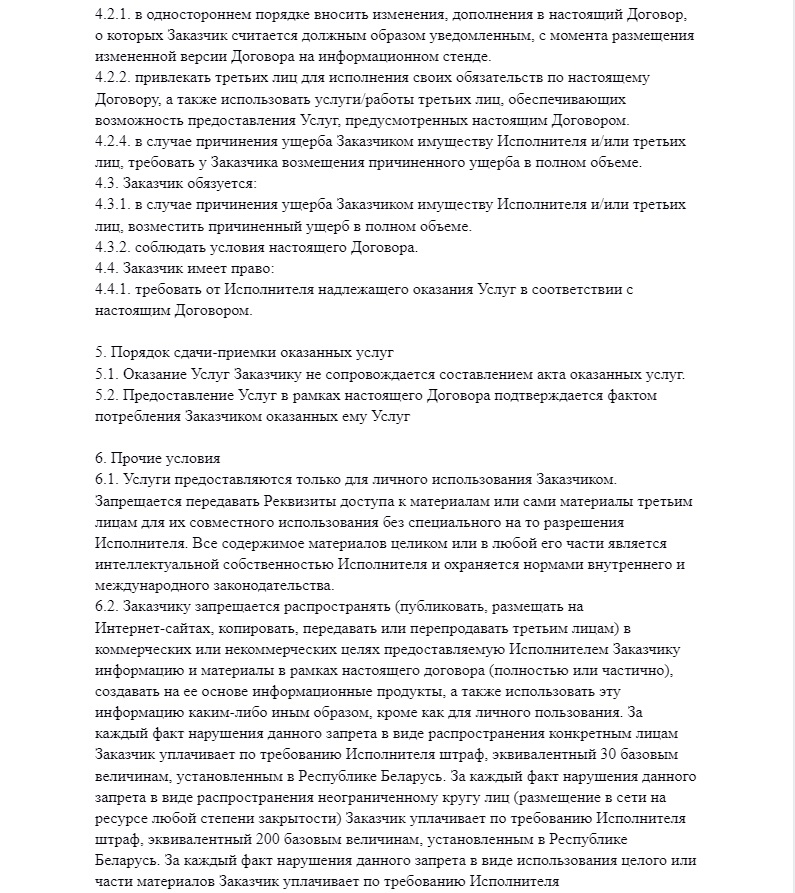 4.2.1. в одностороннем порядке вносить изменения, дополнения в настоящий Договор,
о которых Заказчик считается должным образом уведомленным, с момента размещения
измененной версии Договора на информационном стенде.
4.2.2. привлекать третьих лиц для исполнения своих обязательств по настоящему
Договору, а также использовать услуги/работы третьих лиц, обеспечивающих
возможность предоставления Услуг, предусмотренных настоящим Договором.
4.2.4. в случае причинения ущерба Заказчиком имуществу Исполнителя и/или третьих
лиц, требовать у Заказчика возмещения причиненного ущерба в полном объеме.
4.3. Заказчик обязуется:
4.3.1. в случае причинения ущерба Заказчиком имуществу Исполнителя и/или третьих
лиц, возместить причиненный ущерб в полном объеме.
4.3.2. соблюдать условия настоящего Договора.
4.4. Заказчик имеет право:
4.4.1. требовать от Исполнителя надлежащего оказания Услуг в соответствии с
настоящим Договором.
5. Порядок сдачи-приемки оказанных услуг
5.1. Оказание Услуг Заказчику не сопровождается составлением акта оказанных услуг.
5.2. Предоставление Услуг в рамках настоящего Договора подтверждается фактом
потребления Заказчиком оказанных ему Услуг
6. Прочие условия
6.1. Услуги предоставляются только для личного использования Заказчиком.
Запрещается передавать Реквизиты доступа к материалам или сами материалы третьим
лицам для их совместного использования без специального на то разрешения
Исполнителя. Все содержимое материалов целиком или в любой его части является
интеллектуальной собственностью Исполнителя и охраняется нормами внутреннего и
международного законодательства.
6.2. Заказчику запрещается распространять (публиковать, размещать на
Интернет-сайтах, копировать, передавать или перепродавать третьим лицам) в
коммерческих или некоммерческих целях предоставляемую Исполнителем Заказчику
информацию и материалы в рамках настоящего договора (полностью или частично),
создавать на ее основе информационные продукты, а также использовать эту
информацию каким-либо иным образом, кроме как для личного пользования. За
каждый факт нарушения данного запрета в виде распространения конкретным лицам
Заказчик уплачивает по требованию Исполнителя штраф, эквивалентный 30 базовым
величинам, установленным в Республике Беларусь. За каждый факт нарушения данного
запрета в виде распространения неограниченному кругу лиц (размещение в сети на
ресурсе любой степени закрытости) Заказчик уплачивает по требованию Исполнителя
штраф, эквивалентный 200 базовым величинам, установленным в Республике
Беларусь. За каждый факт нарушения данного запрета в виде использования целого или
части материалов Заказчик уплачивает по требованию Исполнителя